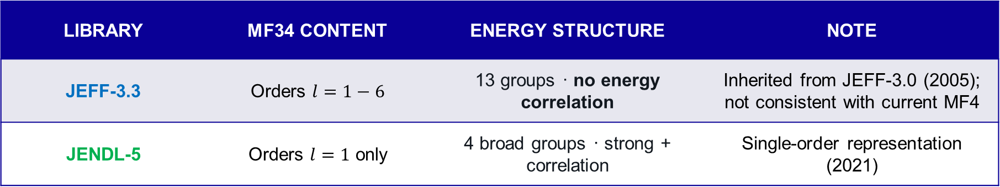 LIBRARY
MF34 CONTENT
ENERGY STRUCTURE
NOTE
JEFF-3.3
Orders l = 1 − 6
13 groups · no energy
correlation
Inherited from JEFF-3.0 (2005);
not consistent with current MF4
JENDL-5
Orders l = 1 only
4 broad groups · strong +
correlation
Single-order representation
(2021)